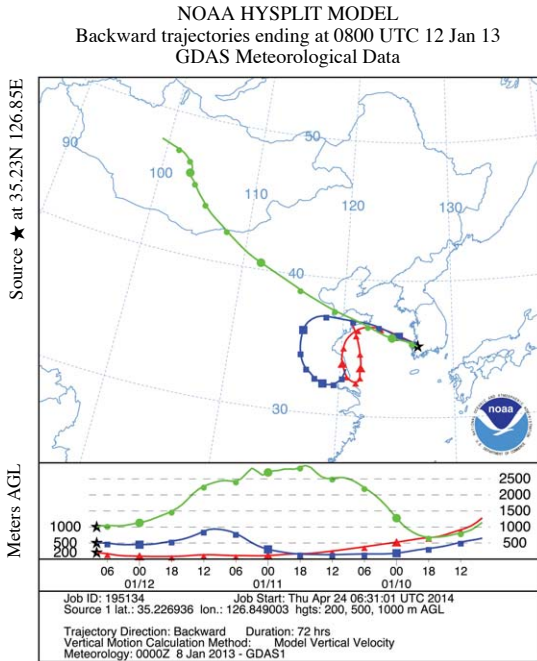 NOAA HYSPLIT MODEL
Backward trajectories ending at 0800 UTC 12 Jan 13
GDAS Meteorological Data
Source ★ at 35.23N 126.85E
90
100
110
120
130
50
40
30
noaa
Meters AGL
1000
500
200
2500
2000
1500
1000
500
06 00 18 12 06 00 18 12 06 00 18 12
01/12 01/11 01/10
Job ID: 195134 Job Start: Thu Apr 24 06:31:01 UTC 2014
Source 1 lat.: 35.226936 lon.: 126.849003 hgts: 200, 500, 1000 m AGL
Trajectory Direction: Backward Duration: 72 hrs
Vertical Motion Calculation Method: Model Vertical Velocity
Meteorology: 0000Z 8 Jan 2013 - GDAS1